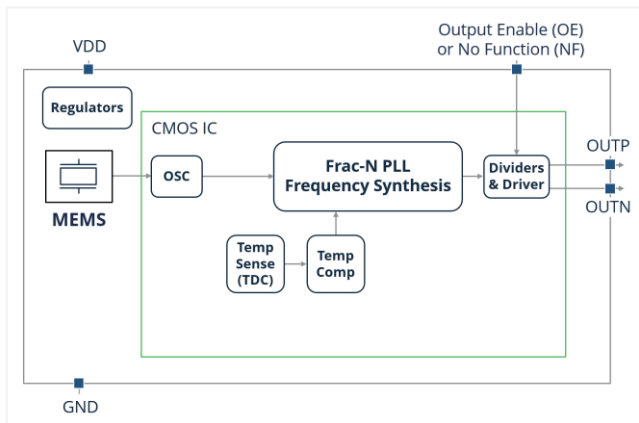 VDD
Output Enable (OE)
or No Function (NF)
Regulators
CMOS IC
MEMS
OSC
Frac-N PLL
Frequency Synthesis
Dividers
& Driver
OUTP
OUTN
Temp
Sense
(TDC)
Temp
Comp
GND